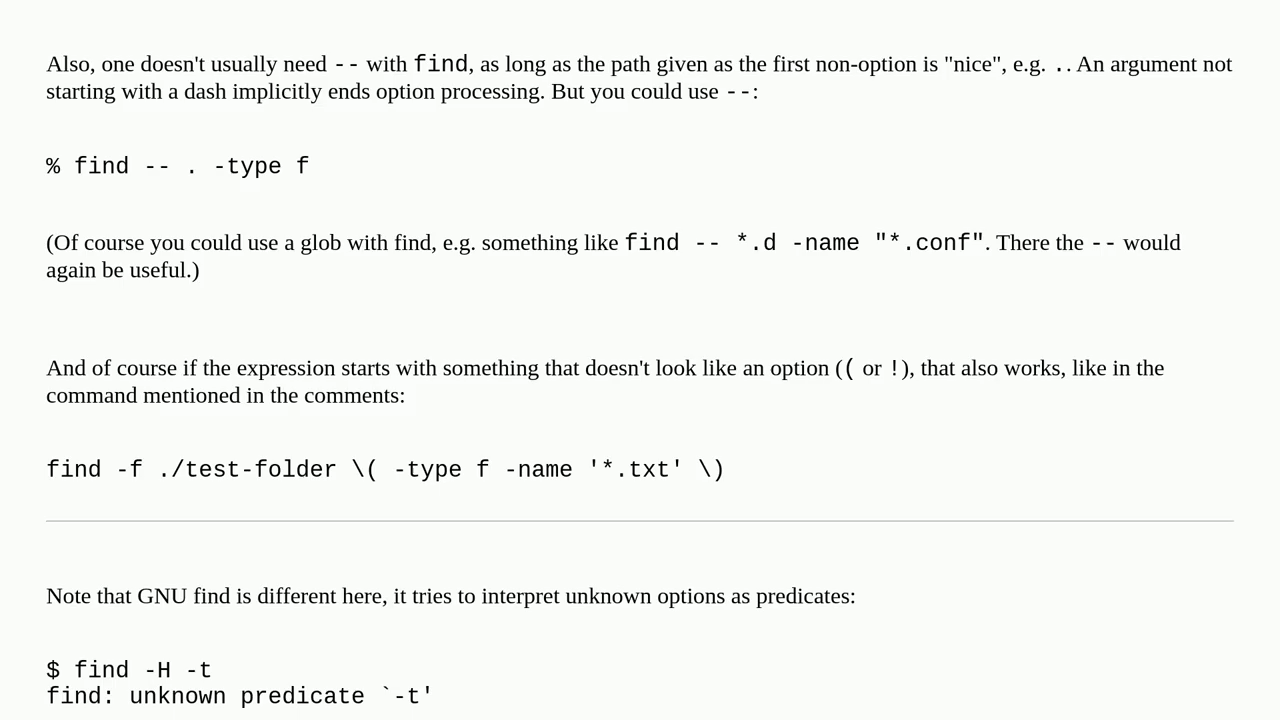 Also, one doesn't usually need -- with find, as long as the path given as the first non-option is "nice", e.g. .. An argument not
starting with a dash implicitly ends option processing. But you could use --:
% find -- . -type f
(Of course you could use a glob with find, e.g. something like find -- *.d -name "*.conf". There the -- would
again be useful.)
And of course if the expression starts with something that doesn't look like an option (( or !), that also works, like in the
command mentioned in the comments:
find -f ./test-folder \( -type f -name '*.txt' \)
Note that GNU find is different here, it tries to interpret unknown options as predicates:
$ find -H -t
find: unknown predicate `-t'